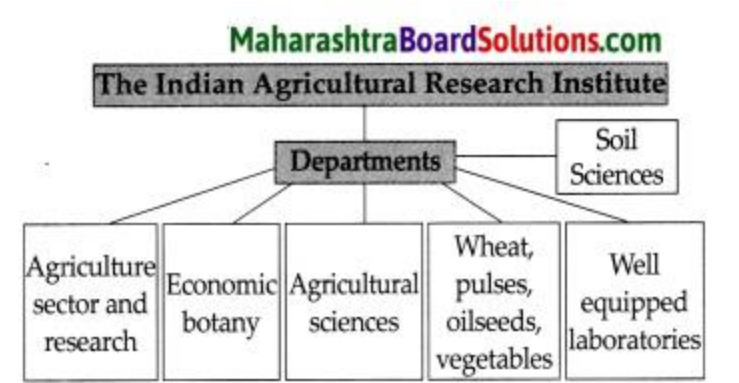 MaharashtraBoardSolutions.com
The Indian Agricultural Research Institute
Departments
Soil
Sciences
Agriculture
sector and
research
Economic
botany
Agricultural
sciences
Wheat,
pulses,
oilseeds,
vegetables
Well
equipped
laboratories